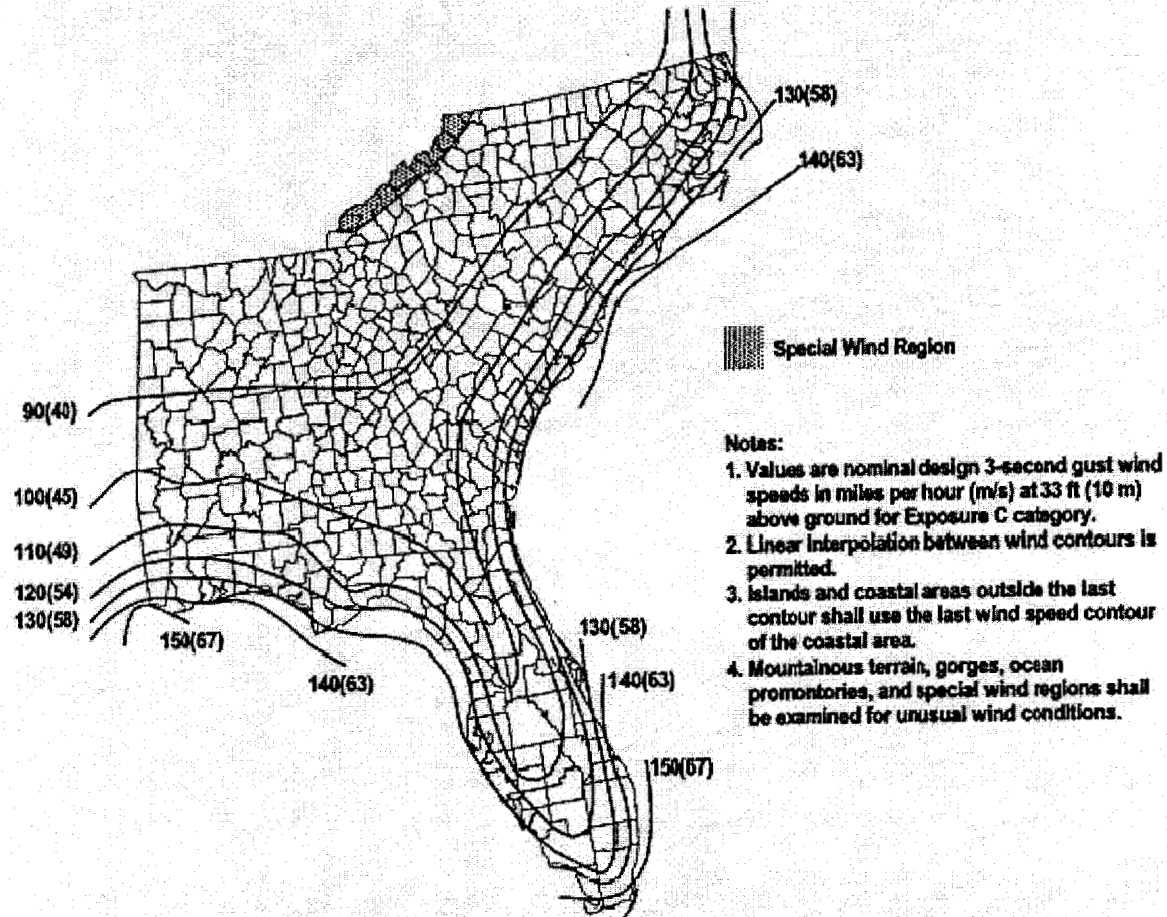 130(58)
140(63)
Special Wind Region
90(40)
100(45)
110(49)
120(54)
130(58)
150(67)
140(63)
130(58)
140(63)
150(67)
Notes:
1. Values are nominal design 3-second gust wind
speeds in miles per hour (m/s) at 33 ft (10 m)
above ground for Exposure C category.
2. Linear interpolation between wind contours is
permitted.
3. Islands and coastal areas outside the last
contour shall use the last wind speed contour
of the coastal area.
4. Mountainous terrain, gorges, ocean
promontories, and special wind regions shall
be examined for unusual wind conditions.